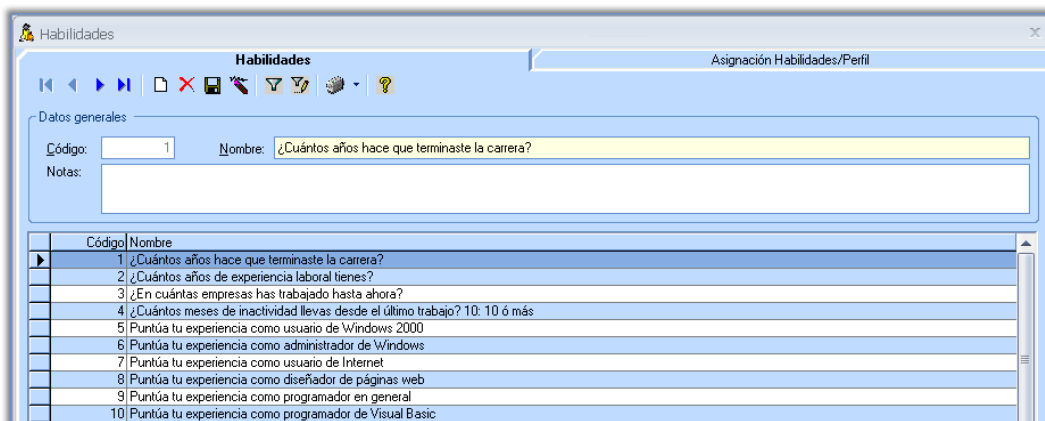 Habilidades
Habilidades Asignación Habilidades/Perfil
Datos generales
Código: 1 Nombre: ¿Cuántos años hace que terminaste la carrera?
Notas:
Código Nombre
1 ¿Cuántos años hace que terminaste la carrera?
2 ¿Cuántos años de experiencia laboral tienes?
3 ¿En cuántas empresas has trabajado hasta ahora?
4 ¿Cuántos meses de inactividad llevas desde el último trabajo? 10: 10 ó más
5 Puntúa tu experiencia como usuario de Windows 2000
6 Puntúa tu experiencia como administrador de Windows
7 Puntúa tu experiencia como usuario de Internet
8 Puntúa tu experiencia como diseñador de páginas web
9 Puntúa tu experiencia como programador en general
10 Puntúa tu experiencia como programador de Visual Basic